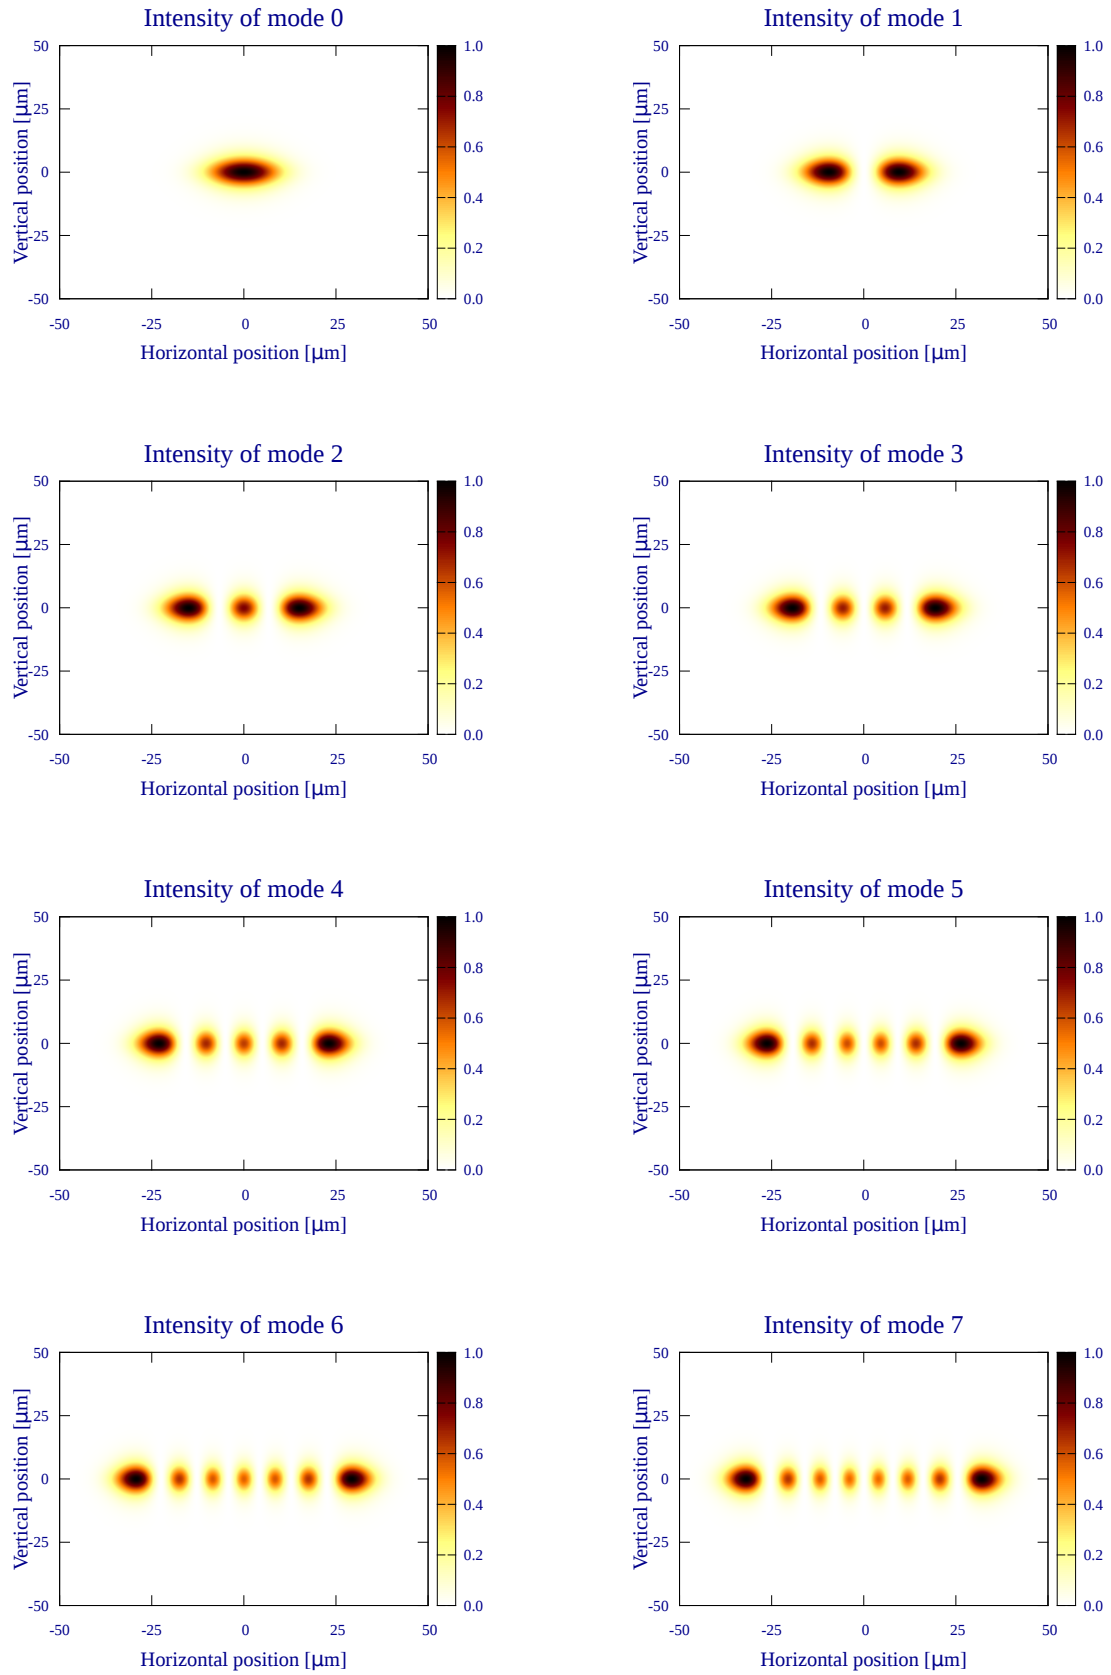 Intensity of mode 0
50
25
0
-25
-50
Vertical position [μm]
-50 -25 0 25 50
Horizontal position [μm]
1.0
0.8
0.6
0.4
0.2
0.0
Intensity of mode 1
50
25
0
-25
-50
Vertical position [μm]
-50 -25 0 25 50
Horizontal position [μm]
1.0
0.8
0.6
0.4
0.2
0.0
Intensity of mode 2
50
25
0
-25
-50
Vertical position [μm]
-50 -25 0 25 50
Horizontal position [μm]
1.0
0.8
0.6
0.4
0.2
0.0
Intensity of mode 3
50
25
0
-25
-50
Vertical position [μm]
-50 -25 0 25 50
Horizontal position [μm]
1.0
0.8
0.6
0.4
0.2
0.0
Intensity of mode 4
50
25
0
-25
-50
Vertical position [μm]
-50 -25 0 25 50
Horizontal position [μm]
1.0
0.8
0.6
0.4
0.2
0.0
Intensity of mode 5
50
25
0
-25
-50
Vertical position [μm]
-50 -25 0 25 50
Horizontal position [μm]
1.0
0.8
0.6
0.4
0.2
0.0
Intensity of mode 6
50
25
0
-25
-50
Vertical position [μm]
-50 -25 0 25 50
Horizontal position [μm]
1.0
0.8
0.6
0.4
0.2
0.0
Intensity of mode 7
50
25
0
-25
-50
Vertical position [μm]
-50 -25 0 25 50
Horizontal position [μm]
1.0
0.8
0.6
0.4
0.2
0.0